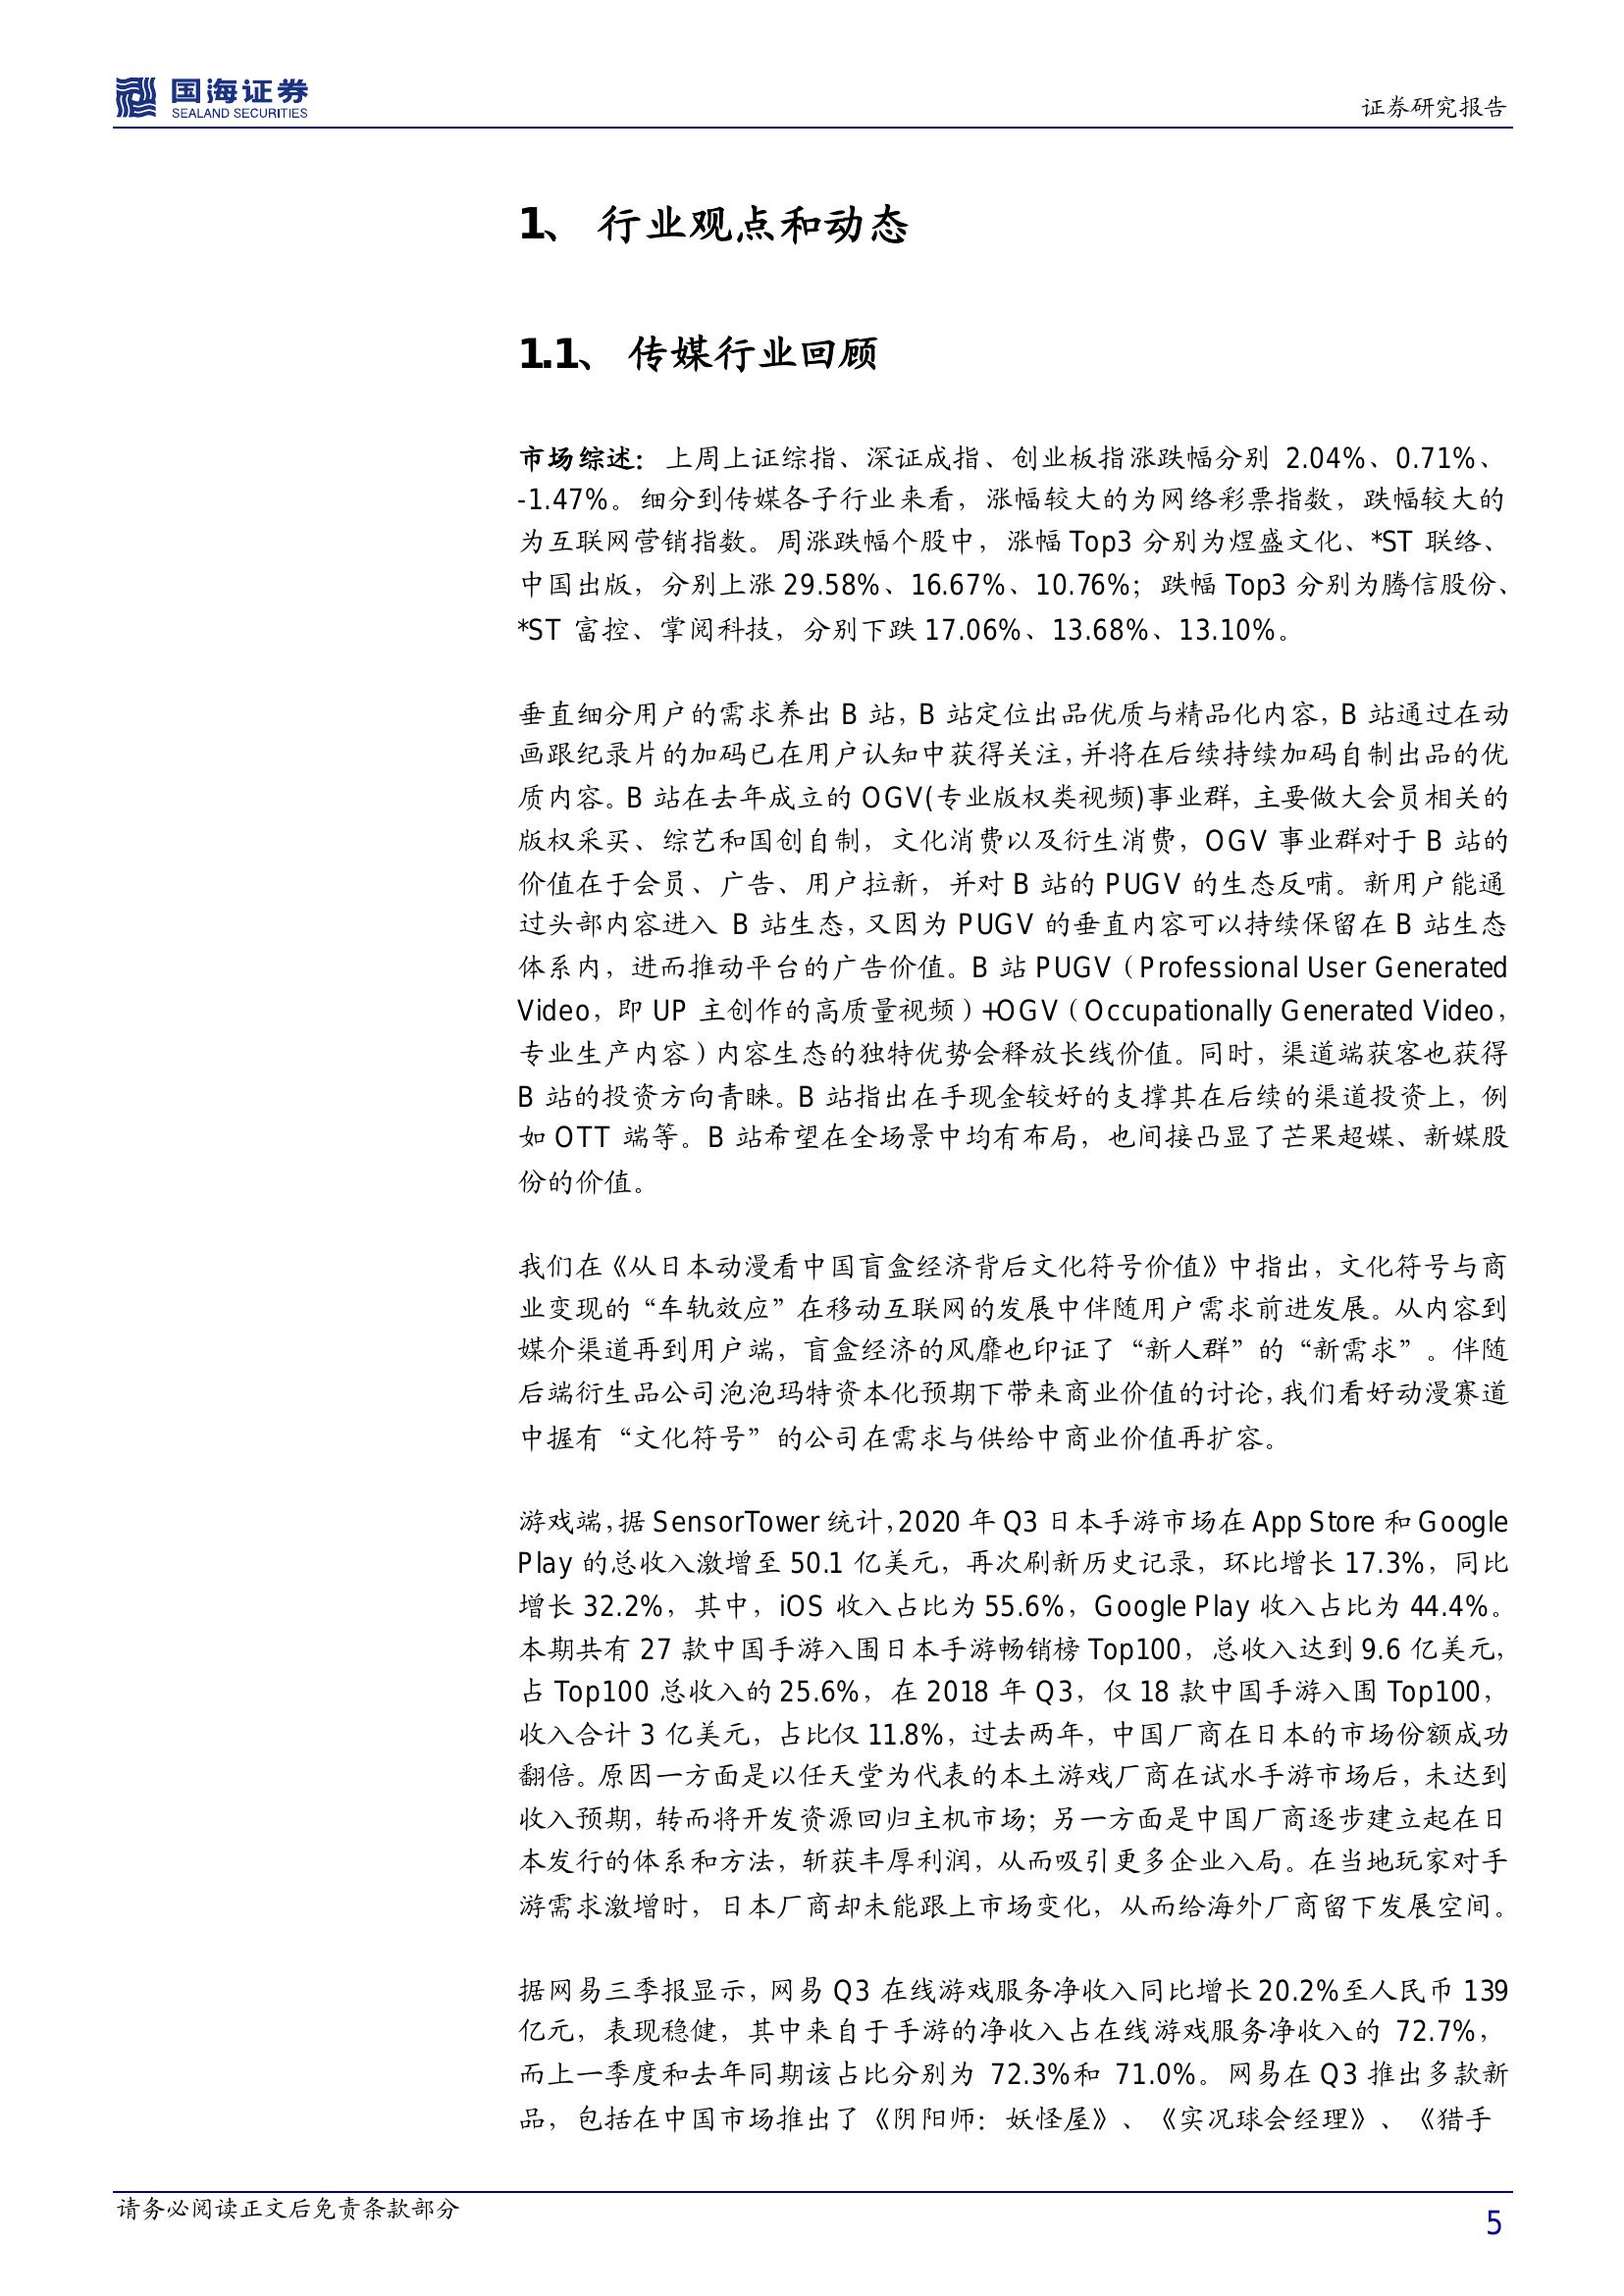 国海证券
SEALAND SECURITIES
证券研究报告
1、 行业观点和动态
1.1、 传媒行业回顾
市场综述：上周上证综指、深证成指、创业板指涨跌幅分别 2.04%、0.71%、
-1.47%。细分到传媒各子行业来看，涨幅较大的为网络彩票指数，跌幅较大的
为互联网营销指数。周涨跌幅个股中，涨幅 Top3 分别为煜盛文化、*ST 联络、
中国出版，分别上涨 29.58%、16.67%、10.76%；跌幅 Top3 分别为腾信股份、
*ST 富控、掌阅科技，分别下跌 17.06%、13.68%、13.10%。
垂直细分用户的需求养出 B 站，B 站定位出品优质与精品化内容，B 站通过在动
画跟纪录片的加码已在用户认知中获得关注，并将在后续持续加码自制出品的优
质内容。B 站在去年成立的 OGV(专业版权类视频)事业群，主要做大会员相关的
版权采买、综艺和国创自制，文化消费以及衍生消费，OGV 事业群对于 B 站的
价值在于会员、广告、用户拉新，并对 B 站的 PUGV 的生态反哺。新用户能通
过头部内容进入 B 站生态，又因为 PUGV 的垂直内容可以持续保留在 B 站生态
体系内，进而推动平台的广告价值。B 站 PUGV（Professional User Generated
Video，即 UP 主创作的高质量视频）+OGV（Occupationally Generated Video，
专业生产内容）内容生态的独特优势会释放长线价值。同时，渠道端获客也获得
B 站的投资方向青睐。B 站指出在手现金较好的支撑其在后续的渠道投资上，例
如 OTT 端等。B 站希望在全场景中均有布局，也间接凸显了芒果超媒、新媒股
份的价值。
我们在《从日本动漫看中国盲盒经济背后文化符号价值》中指出，文化符号与商
业变现的“车轨效应”在移动互联网的发展中伴随用户需求前进发展。从内容到
媒介渠道再到用户端，盲盒经济的风靡也印证了“新人群”的“新需求”。伴随
后端衍生品公司泡泡玛特资本化预期下带来商业价值的讨论，我们看好动漫赛道
中握有“文化符号”的公司在需求与供给中商业价值再扩容。
游戏端，据 SensorTower 统计，2020 年 Q3 日本手游市场在 App Store 和 Google
Play 的总收入激增至 50.1 亿美元，再次刷新历史记录，环比增长 17.3%，同比
增长 32.2%，其中，iOS 收入占比为 55.6%，Google Play 收入占比为 44.4%。
本期共有 27 款中国手游入围日本手游畅销榜 Top100，总收入达到 9.6 亿美元，
占 Top100 总收入的 25.6%，在 2018 年 Q3，仅 18 款中国手游入围 Top100，
收入合计 3 亿美元，占比仅 11.8%，过去两年，中国厂商在日本的市场份额成功
翻倍。原因一方面是以任天堂为代表的本土游戏厂商在试水手游市场后，未达到
收入预期，转而将开发资源回归主机市场；另一方面是中国厂商逐步建立起在日
本发行的体系和方法，斩获丰厚利润，从而吸引更多企业入局。在当地玩家对手
游需求激增时，日本厂商却未能跟上市场变化，从而给海外厂商留下发展空间。
据网易三季报显示，网易 Q3 在线游戏服务净收入同比增长 20.2%至人民币 139
亿元，表现稳健，其中来自于手游的净收入占在线游戏服务净收入的 72.7%，
而上一季度和去年同期该占比分别为 72.3%和 71.0%。网易在 Q3 推出多款新
品，包括在中国市场推出了《阴阳师：妖怪屋》、《实况球会经理》、《猎手
请务必阅读正文后免责条款部分
5